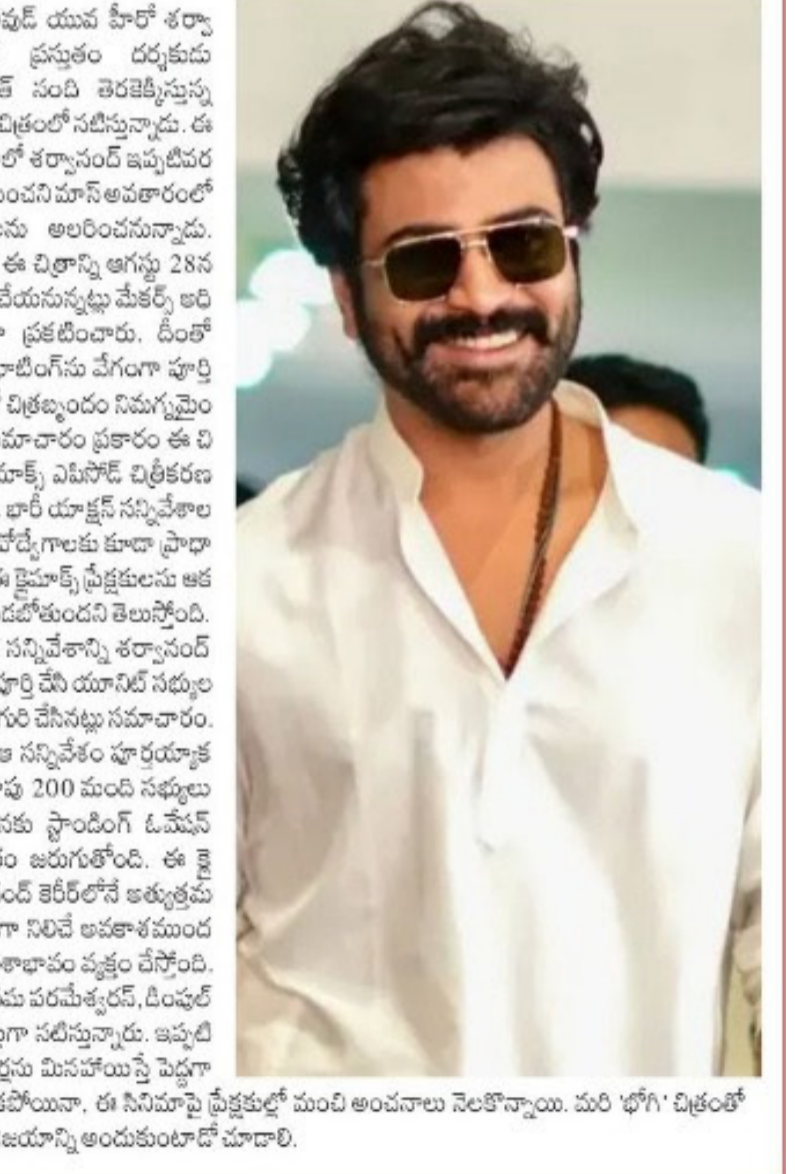 వుడ్ యువ హీరో శర్వా
ప్రస్తుతం దర్శకుడు
త్ నంది తెరకెక్కిస్తున్న
చిత్రంలో నటిస్తున్నాడు. ఈ
లో శర్వానంద్ ఇప్పటివర
ించని మాస్ అవతారంలో
లను అలరించనున్నాడు.
ఈ చిత్రాన్ని ఆగస్టు 28న
చేయనున్నట్లు మేకర్స్ అధి
ప్రకటించారు. దీంతో
ూటింగ్‌ను వేగంగా పూర్తి
చిత్రబృందం నిమగ్నమైం
మాచారం ప్రకారం ఈ చి
మాక్స్ ఎపిసోడ్ చిత్రీకరణ
భారీ యాక్షన్ సన్నివేశాల
వోద్వేగాలకు కూడా ప్రాధా
ఈ క్లైమాక్స్ ప్రేక్షకులను ఆక
డబోతుందని తెలుస్తోంది.
సన్నివేశాన్ని శర్వానంద్
పూర్తి చేసి యూనిట్ సభ్యుల
గురి చేసినట్లు సమాచారం.
ఆ సన్నివేశం పూర్తయ్యాక
ాపు 200 మంది సభ్యులు
నకు స్టాండింగ్ ఓవేషన్
రం జరుగుతోంది. ఈ క్లై
నంద్ కెరీర్‌లోనే అత్యుత్తమ
గా నిలిచే అవకాశముంద
శాభావం వ్యక్తం చేస్తోంది.
పమ పరమేశ్వరన్, డింపుల్
లుగా నటిస్తున్నారు. ఇప్పటి
ర్లను మినహాయిస్తే పెద్దగా
కపోయినా, ఈ సినిమాపై ప్రేక్షకుల్లో మంచి అంచనాలు నెలకొన్నాయి. మరి 'భోగి' చిత్రంతో
ిజయాన్ని అందుకుంటాడో చూడాలి.